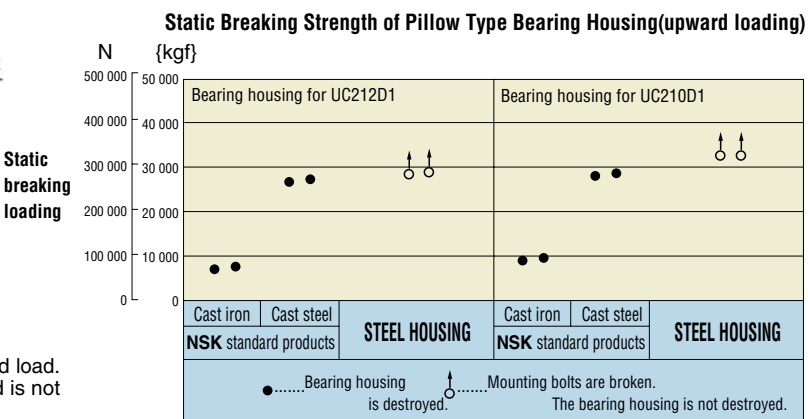 Static Breaking Strength of Pillow Type Bearing Housing(upward loading)
N {kgf}
500 000 50 000
Bearing housing for UC212D1 Bearing housing for UC210D1
400 000 40 000
Static
breaking
loading
300 000 30 000
200 000 20 000
100 000 10 000
0 0
Cast iron Cast steel STEEL HOUSING Cast iron Cast steel STEEL HOUSING
NSK standard products NSK standard products
d load.
d is not
.......Bearing housing
is destroyed.
.......Mounting bolts are broken.
The bearing housing is not destroyed.